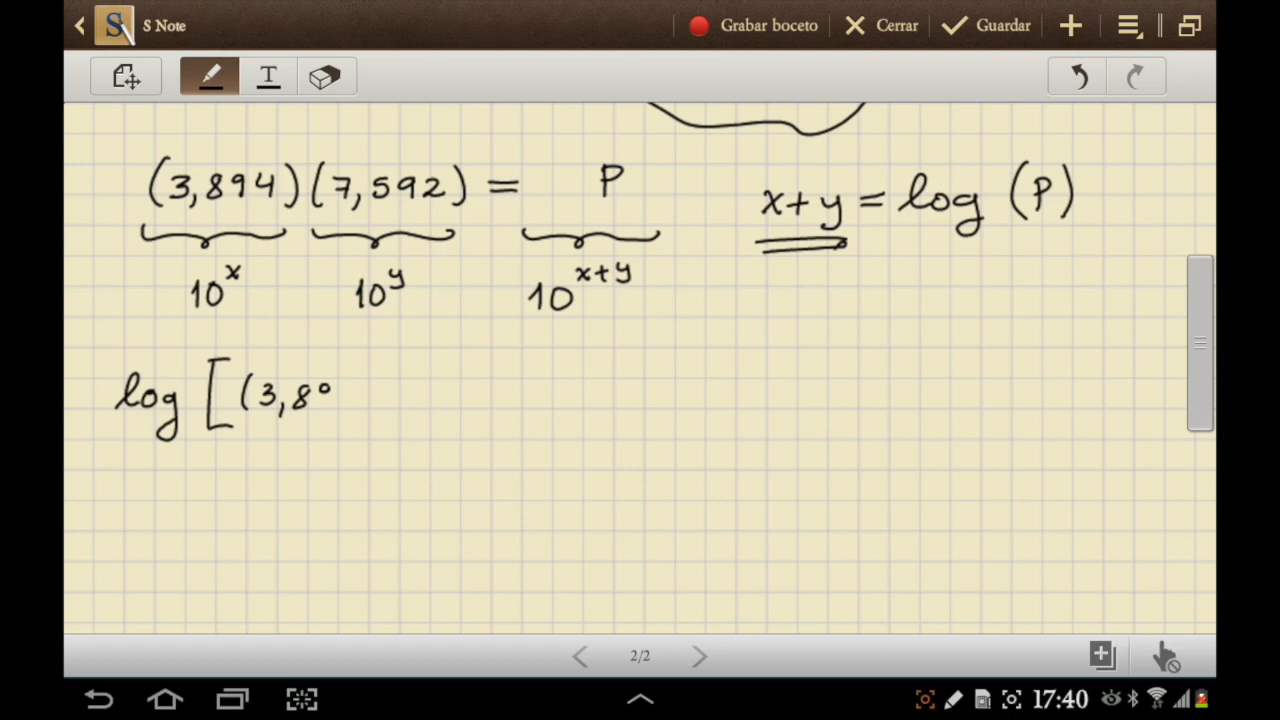 S Note Grabar boceto Cerrar Guardar
T
(3,894)(7,592) = P x+y = log (P)
10^x 10^y 10^{x+y}
log [(3,8
2/2
17:40